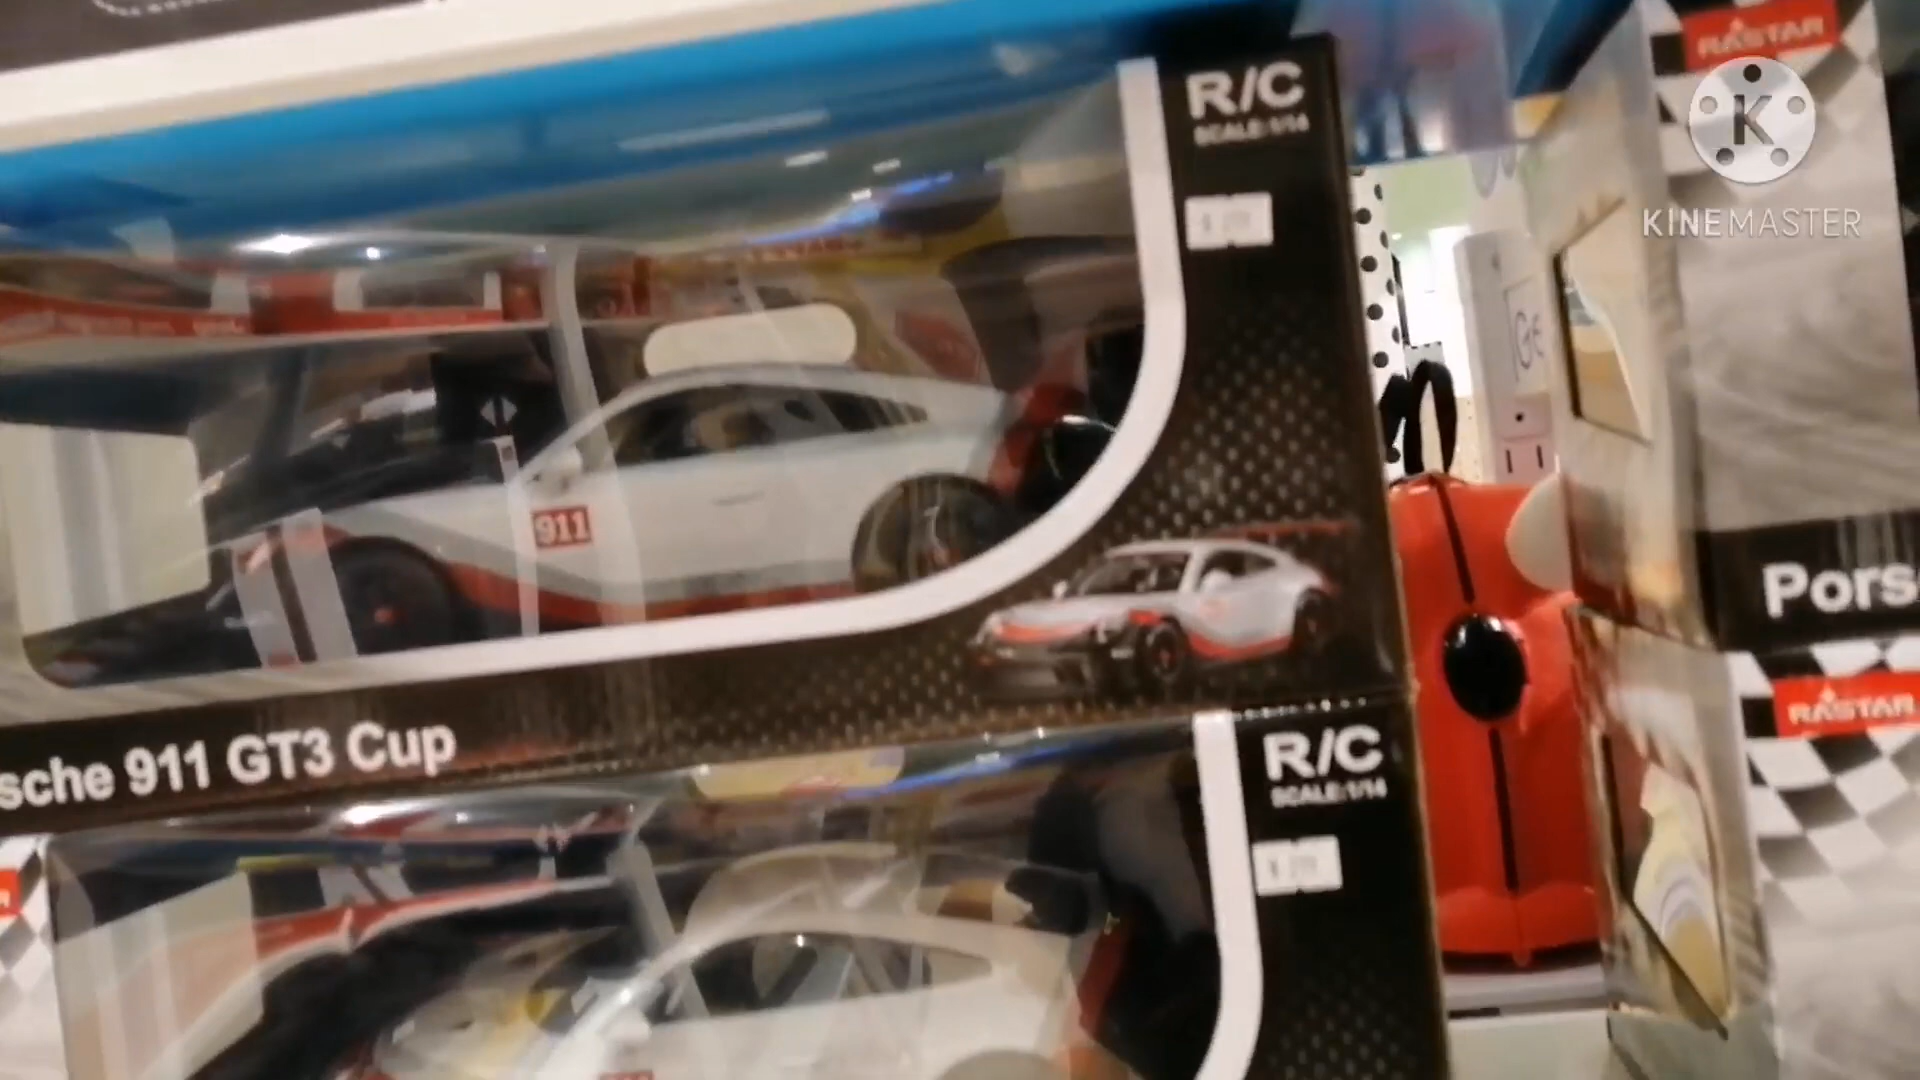 R/C
SCALE:1/14
RASTAR
KINEMASTER
911
Pors
sche 911 GT3 Cup
RASTAR
R/C
SCALE:1/14